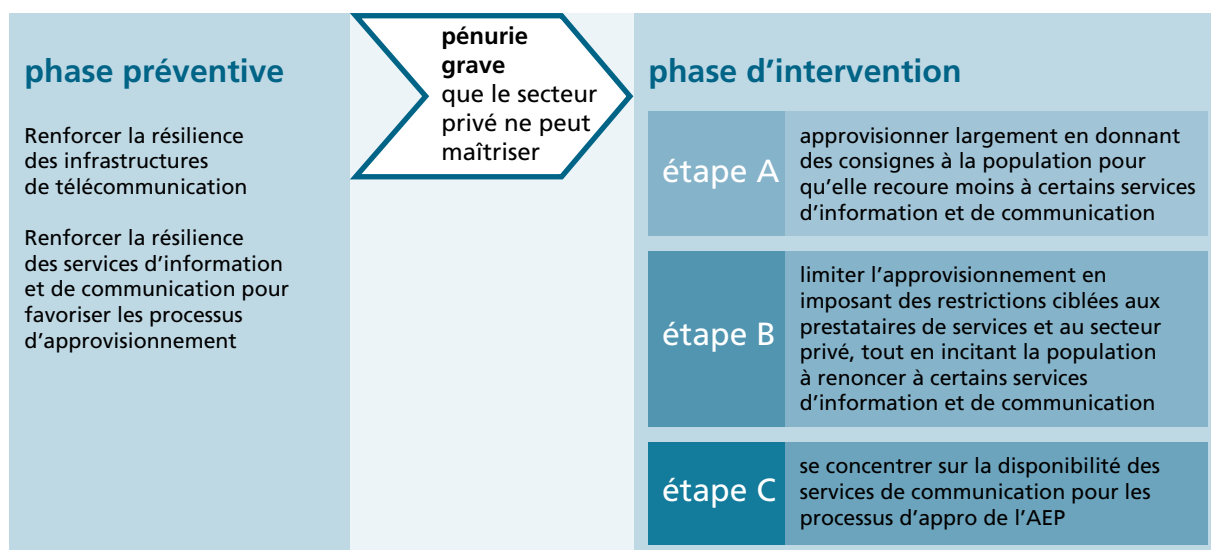 phase préventive
Renforcer la résilience
des infrastructures
de télécommunication
Renforcer la résilience
des services d'information
et de communication pour
favoriser les processus
d'approvisionnement
pénurie
grave
que le secteur
privé ne peut
maîtriser
phase d'intervention
étape A
approvisionner largement en donnant
des consignes à la population pour
qu'elle recoure moins à certains services
d'information et de communication
étape B
limiter l'approvisionnement en
imposant des restrictions ciblées aux
prestataires de services et au secteur
privé, tout en incitant la population
à renoncer à certains services
d'information et de communication
étape C
se concentrer sur la disponibilité des
services de communication pour les
processus d'appro de l'AEP